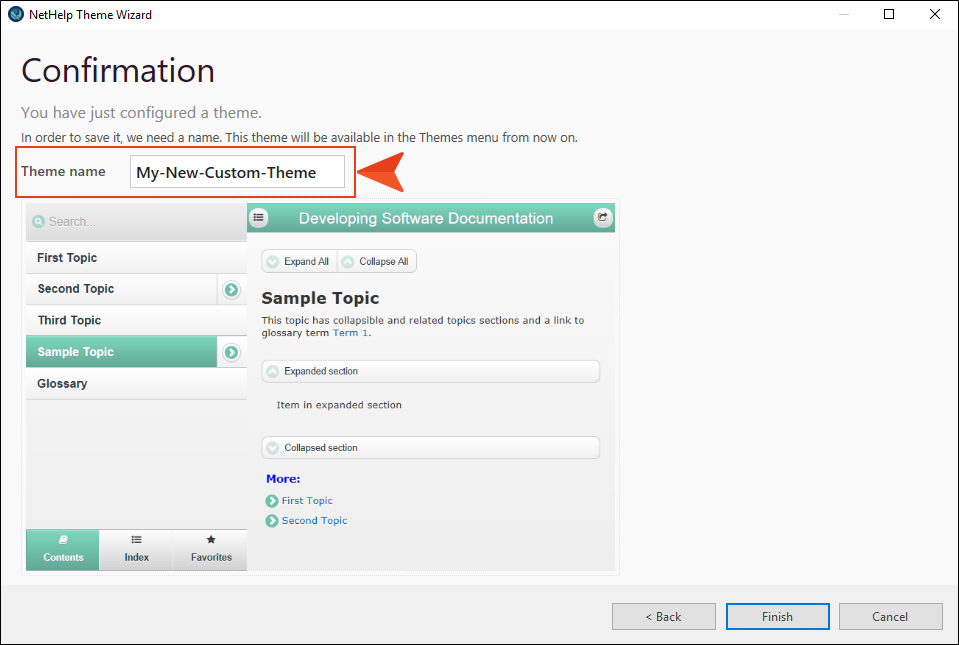 NetHelp Theme Wizard
Confirmation
You have just configured a theme.
In order to save it, we need a name. This theme will be available in the Themes menu from now on.
Theme name My-New-Custom-Theme
Search...
Developing Software Documentation
First Topic
Second Topic
Third Topic
Sample Topic
Glossary
Expand All Collapse All
Sample Topic
This topic has collapsible and related topics sections and a link to
glossary term Term 1.
Expanded section
Item in expanded section
Collapsed section
More:
First Topic
Second Topic
Contents Index Favorites
< Back Finish Cancel